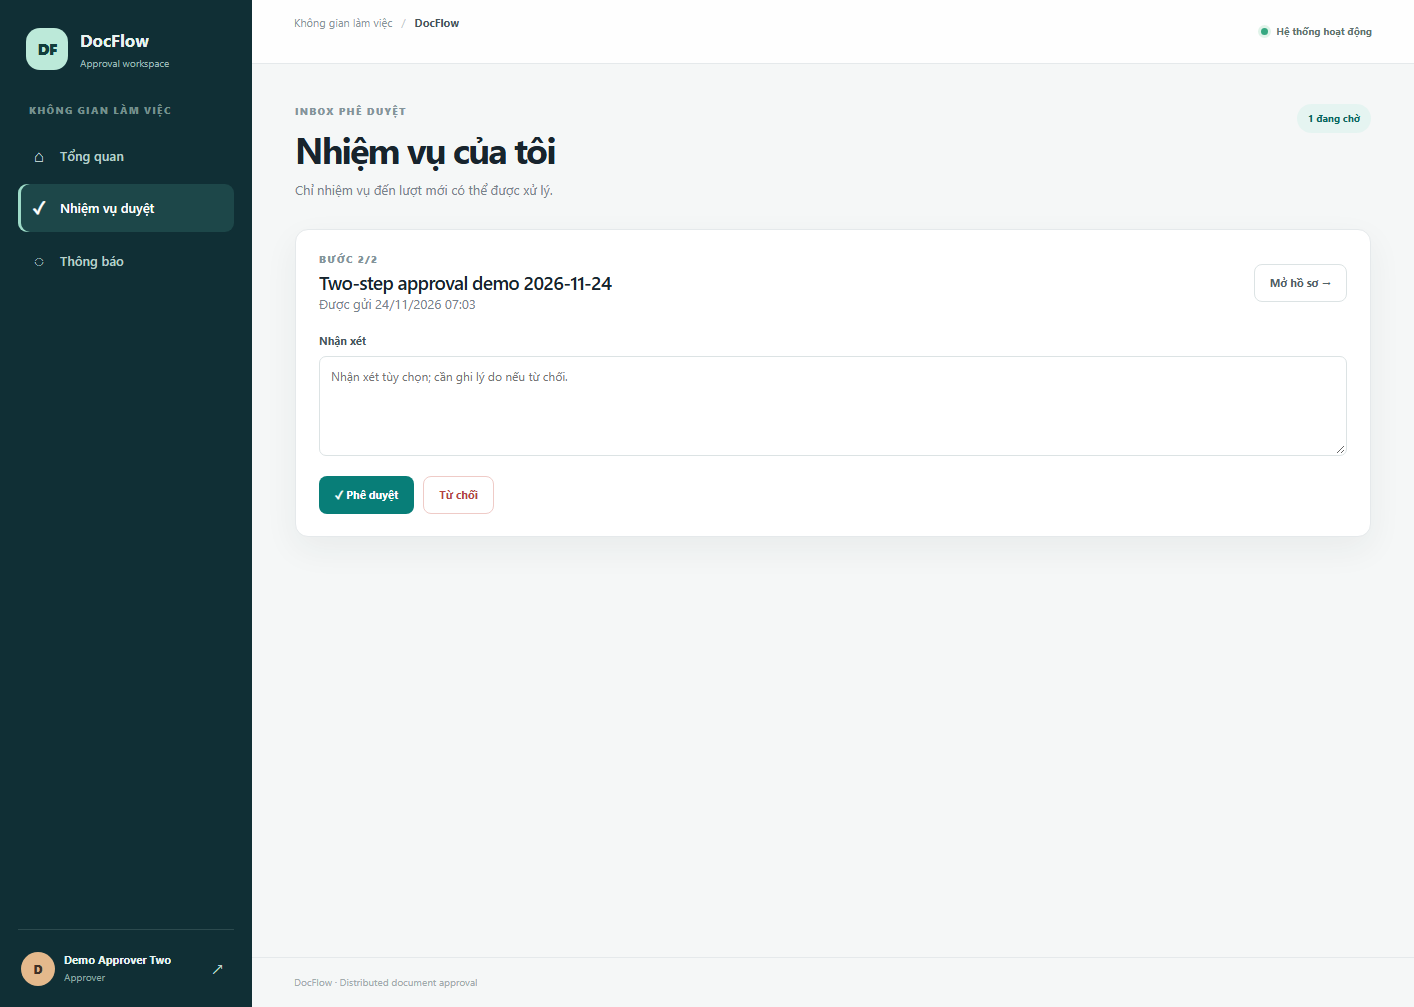 DF
DocFlow
Approval workspace
KHÔNG GIAN LÀM VIỆC
Tổng quan
Nhiệm vụ duyệt
Thông báo
Demo Approver Two
D
Approver
Không gian làm việc / DocFlow
Hệ thống hoạt động
INBOX PHÊ DUYỆT
1 đang chờ
Nhiệm vụ của tôi
Chỉ nhiệm vụ đến lượt mới có thể được xử lý.
BƯỚC 2/2
Two-step approval demo 2026-11-24
Được gửi 24/11/2026 07:03
Mở hồ sơ →
Nhận xét
Nhận xét tùy chọn; cần ghi lý do nếu từ chối.
✓ Phê duyệt
Từ chối
DocFlow · Distributed document approval